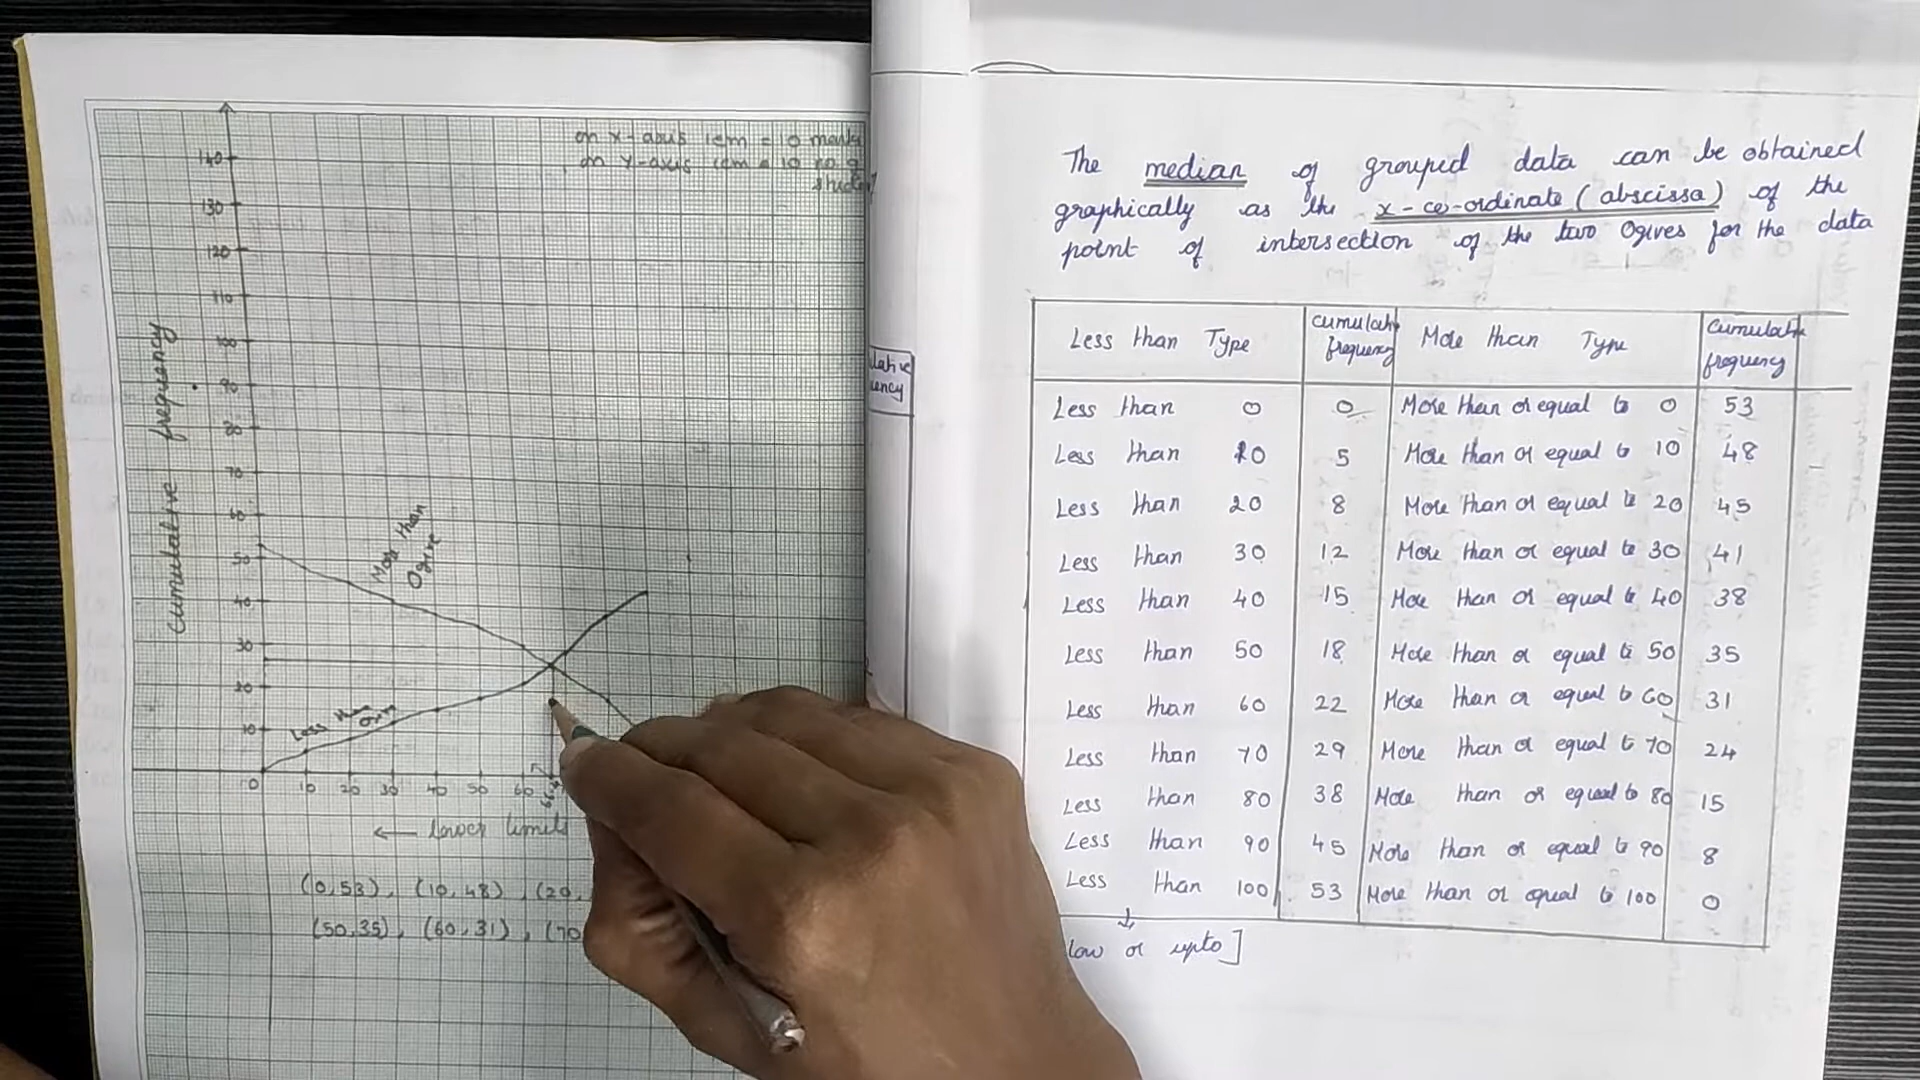 on x-axis 1cm = 10 marks
on Y-axis 1cm = 10 no of
students
140
130
120
110
100
90
80
70
60
50
40
30
20
10
Cumulative frequency
More than
Ogive
Less than
0 10 20 30 40 50 60
← lower limits
(0,53), (10,48), (20,
(50,35), (60,31), (70
lative
uency
The median of grouped data can be obtained
graphically as the x-co-ordinate (abscissa) of the
point of intersection of the two Ogives for the data
Less than Type Cumulative frequency More than Type Cumulative frequency
Less than 0 0 More than or equal to 0 53
Less than 10 5 More than or equal to 10 48
Less than 20 8 More than or equal to 20 45
Less than 30 12 More than or equal to 30 41
Less than 40 15 More than or equal to 40 38
Less than 50 18 More than or equal to 50 35
Less than 60 22 More than or equal to 60 31
Less than 70 29 More than or equal to 70 24
Less than 80 38 More than or equal to 80 15
Less than 90 45 More than or equal to 90 8
Less than 100 53 More than or equal to 100 0
low or upto]